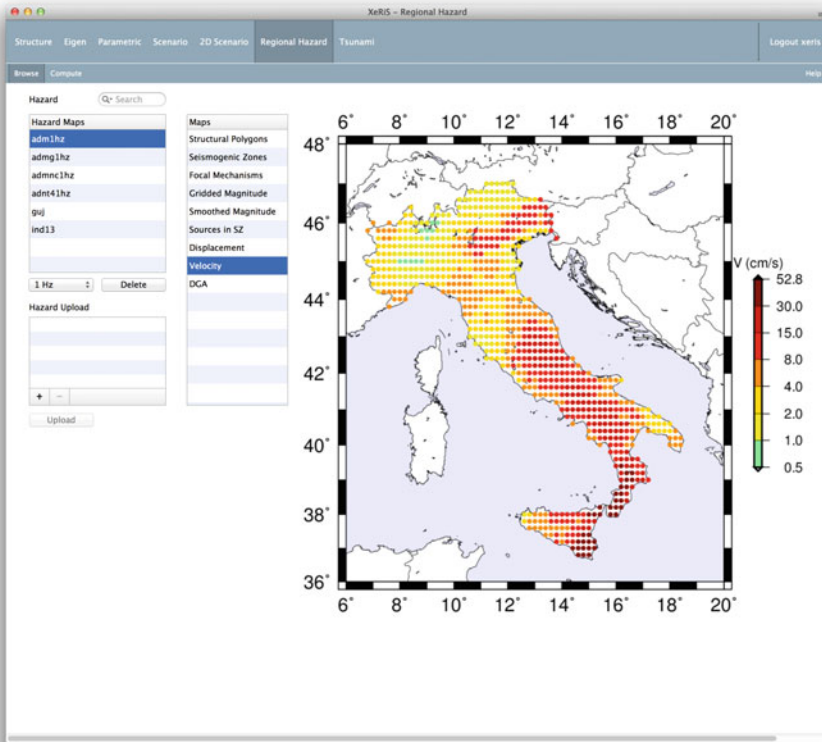 XeRiS - Regional Hazard
Structure Eigen Parametric Scenario 2D Scenario Regional Hazard Tsunami Logout xeris
Browse Compute Help
Hazard Search
Hazard Maps
adm1hz
admg1hz
admnc1hz
adnt41hz
guj
ind13
1 Hz Delete
Hazard Upload
+ −
Upload
Maps
Structural Polygons
Seismogenic Zones
Focal Mechanisms
Gridded Magnitude
Smoothed Magnitude
Sources in SZ
Displacement
Velocity
DGA
6˚ 8˚ 10˚ 12˚ 14˚ 16˚ 18˚ 20˚
48˚
46˚
44˚
42˚
40˚
38˚
36˚
6˚ 8˚ 10˚ 12˚ 14˚ 16˚ 18˚ 20˚
V (cm/s)
52.8
30.0
15.0
8.0
4.0
2.0
1.0
0.5